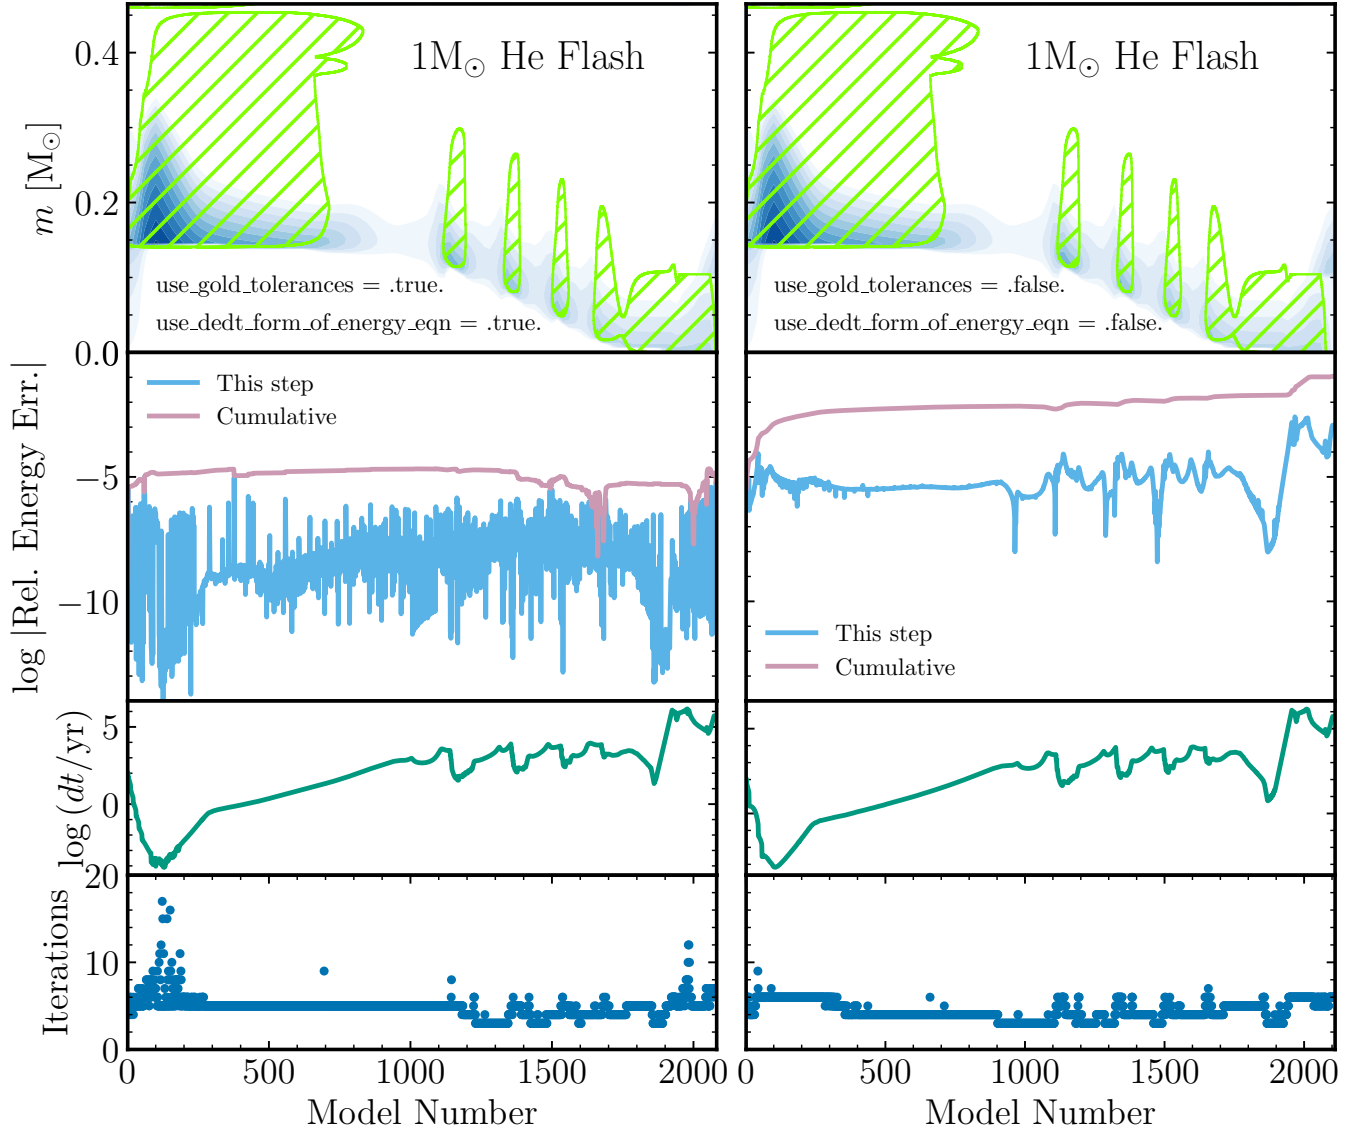 1M⊙ He Flash
1M⊙ He Flash
0.4
m [M⊙]
0.2
0.0
use_gold_tolerances = .true.
use_dedt_form_of_energy_eqn = .true.
use_gold_tolerances = .false.
use_dedt_form_of_energy_eqn = .false.
log |Rel. Energy Err.|
−5
−10
This step
Cumulative
This step
Cumulative
log (dt/yr)
5
0
Iterations
20
20
10
0
0 500 1000 1500 2000
0 500 1000 1500 2000
Model Number
Model Number